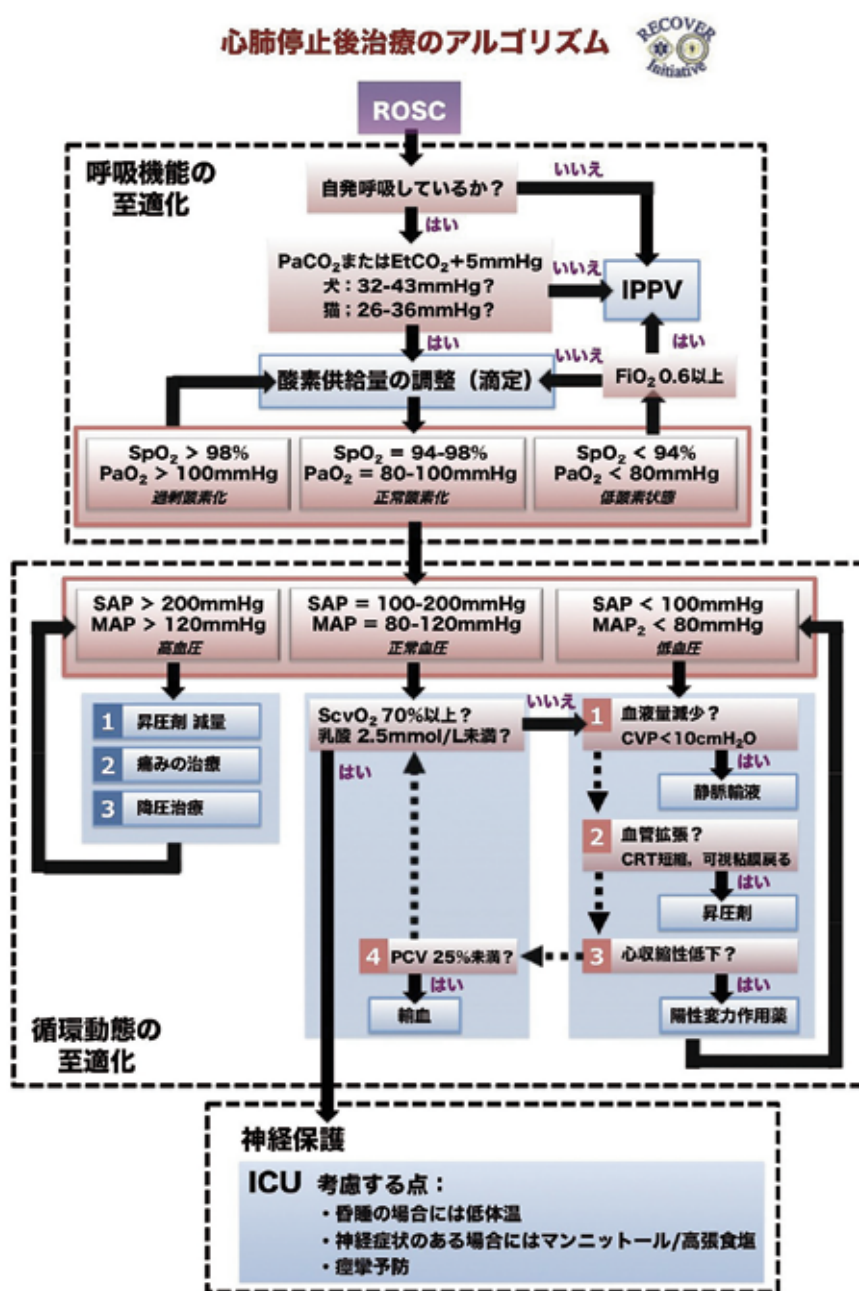 心肺停止後治療のアルゴリズム
RECOVER
Initiative
ROSC
呼吸機能の
至適化
自発呼吸しているか？
いいえ
はい
PaCO₂またはEtCO₂+5mmHg
犬：32-43mmHg？
猫；26-36mmHg？
いいえ
IPPV
はい
はい
酸素供給量の調整（滴定）
いいえ
FiO₂ 0.6以上
SpO₂ > 98%
PaO₂ > 100mmHg
過剰酸素化
SpO₂ = 94-98%
PaO₂ = 80-100mmHg
正常酸素化
SpO₂ < 94%
PaO₂ < 80mmHg
低酸素状態
SAP > 200mmHg
MAP > 120mmHg
高血圧
SAP = 100-200mmHg
MAP = 80-120mmHg
正常血圧
SAP < 100mmHg
MAP₂ < 80mmHg
低血圧
1 昇圧剤 減量
2 痛みの治療
3 降圧治療
ScvO₂ 70%以上？
乳酸 2.5mmol/L未満？
いいえ
はい
1 血液量減少？
CVP<10cmH₂O
はい
静脈輸液
2 血管拡張？
CRT短縮，可視粘膜戻る
はい
昇圧剤
3 心収縮性低下？
はい
陽性変力作用薬
4 PCV 25%未満？
はい
輸血
循環動態の
至適化
神経保護
ICU 考慮する点：
・昏睡の場合には低体温
・神経症状のある場合にはマンニットール/高張食塩
・痙攣予防